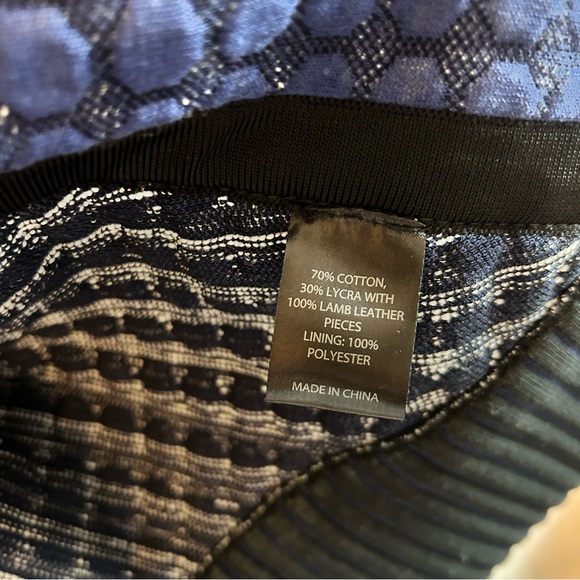 70% COTTON,
30% LYCRA WITH
100% LAMB LEATHER
PIECES
LINING: 100%
POLYESTER
MADE IN CHINA